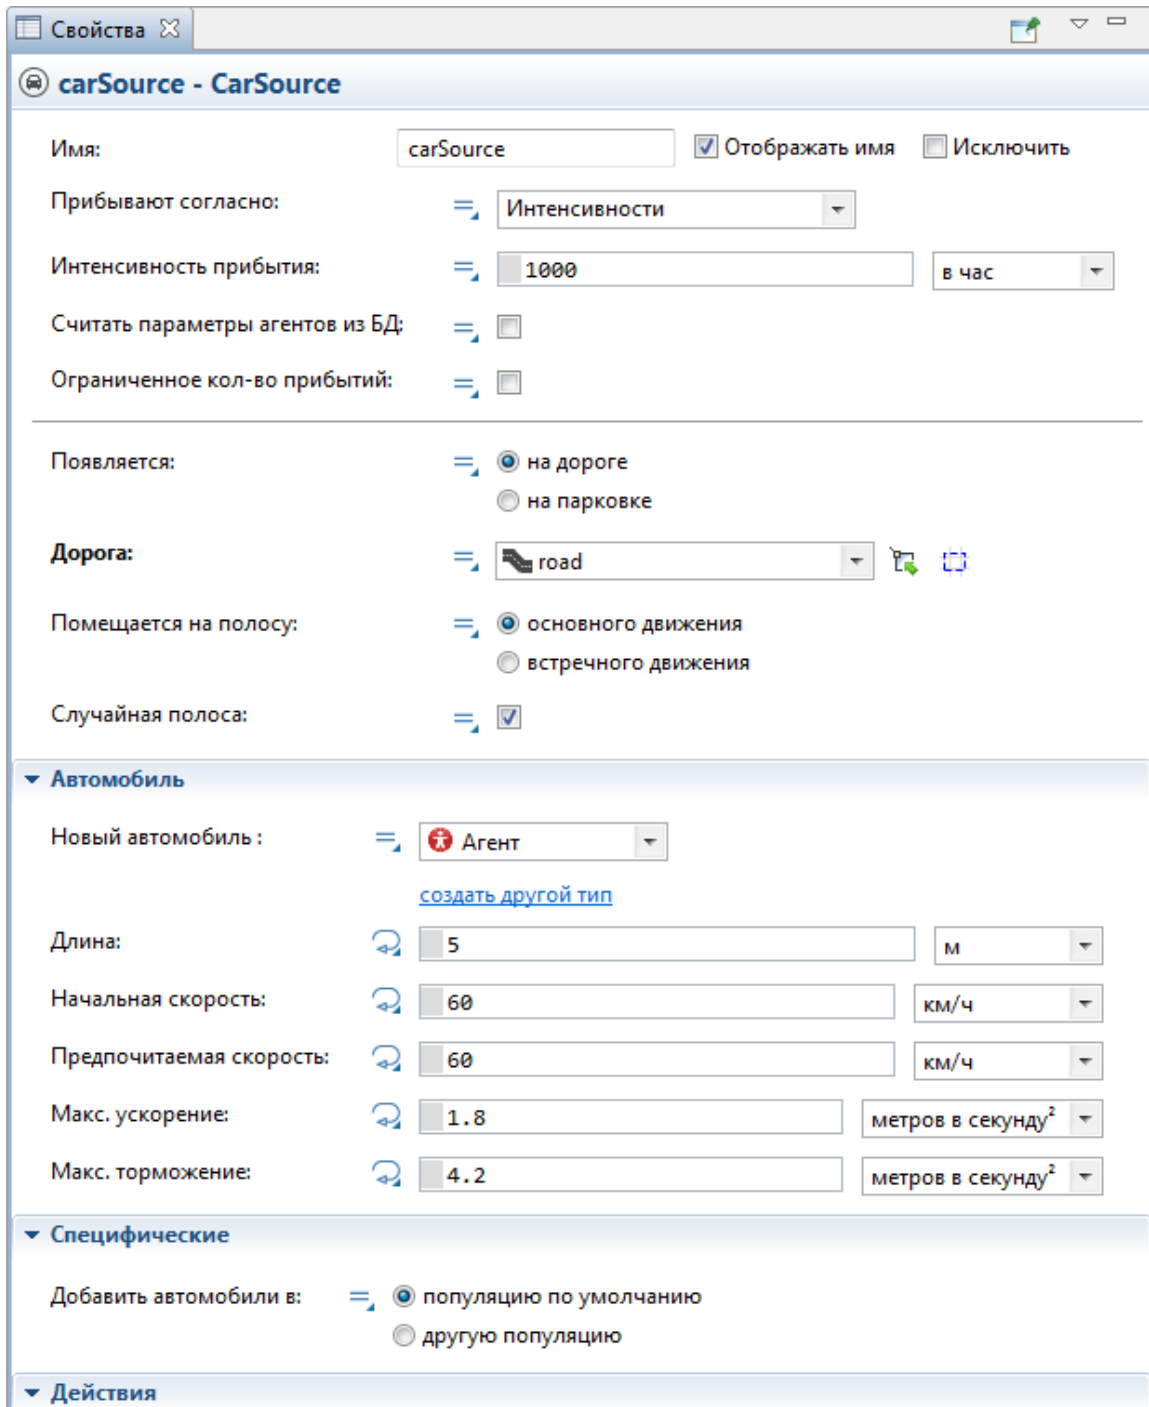 Свойства
carSource - CarSource
Имя: carSource Отображать имя Исключить
Прибывают согласно: Интенсивности
Интенсивность прибытия: 1000 в час
Считать параметры агентов из БД:
Ограниченное кол-во прибытий:
Появляется: на дороге
на парковке
Дорога: road
Помещается на полосу: основного движения
встречного движения
Случайная полоса:
Автомобиль
Новый автомобиль : Агент
создать другой тип
Длина: 5 м
Начальная скорость: 60 км/ч
Предпочитаемая скорость: 60 км/ч
Макс. ускорение: 1.8 метров в секунду²
Макс. торможение: 4.2 метров в секунду²
Специфические
Добавить автомобили в: популяцию по умолчанию
другую популяцию
Действия